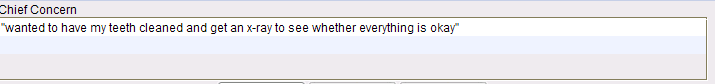 Chief Concern
"wanted to have my teeth cleaned and get an x-ray to see whether everything is okay"